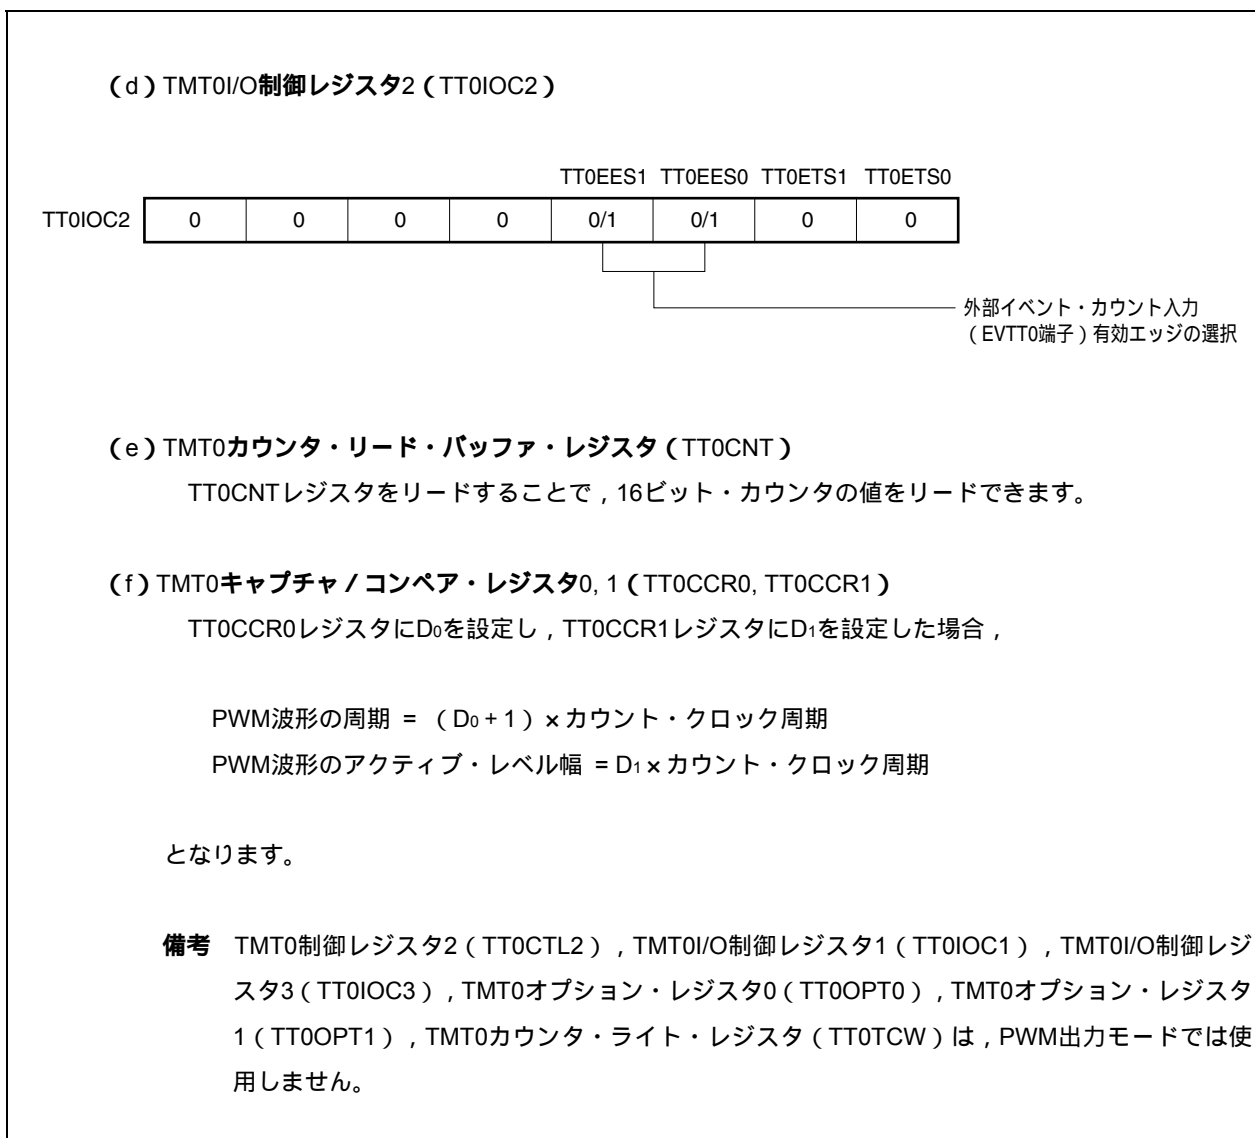 (d) TMT0I/O制御レジスタ2(TT0IOC2)
TT0EES1 TT0EES0 TT0ETS1 TT0ETS0
TT0IOC2 0 0 0 0 0/1 0/1 0 0
外部イベント・カウント入力
(EVTT0端子)有効エッジの選択
(e) TMT0カウンタ・リード・バッファ・レジスタ(TT0CNT)
TT0CNTレジスタをリードすることで,16ビット・カウンタの値をリードできます。
(f) TMT0キャプチャ/コンペア・レジスタ0, 1(TT0CCR0, TT0CCR1)
TT0CCR0レジスタにD0を設定し,TT0CCR1レジスタにD1を設定した場合,
PWM波形の周期 = (D0+1)×カウント・クロック周期
PWM波形のアクティブ・レベル幅 = D1×カウント・クロック周期
となります。
備考 TMT0制御レジスタ2(TT0CTL2),TMT0I/O制御レジスタ1(TT0IOC1),TMT0I/O制御レジ
スタ3(TT0IOC3),TMT0オプション・レジスタ0(TT0OPT0),TMT0オプション・レジスタ
1(TT0OPT1),TMT0カウンタ・ライト・レジスタ(TT0TCW)は,PWM出力モードでは使
用しません。